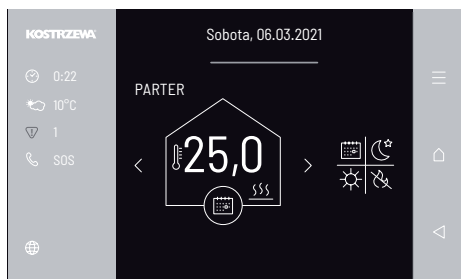 KOSTRZEWA
Sobota, 06.03.2021
0:22
10°C
1
SOS
PARTER
25,0